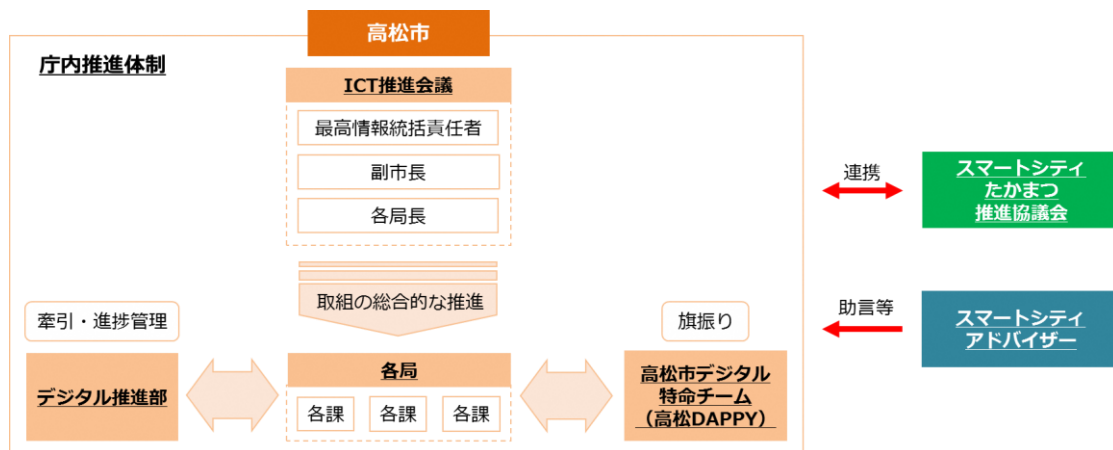 高松市
庁内推進体制
ICT推進会議
最高情報統括責任者
副市長
各局長
取組の総合的な推進
牽引・進捗管理
デジタル推進部
各局
各課
各課
各課
旗振り
高松市デジタル
特命チーム
（高松DAPPY）
連携
スマートシティ
たかまつ
推進協議会
助言等
スマートシティ
アドバイザー